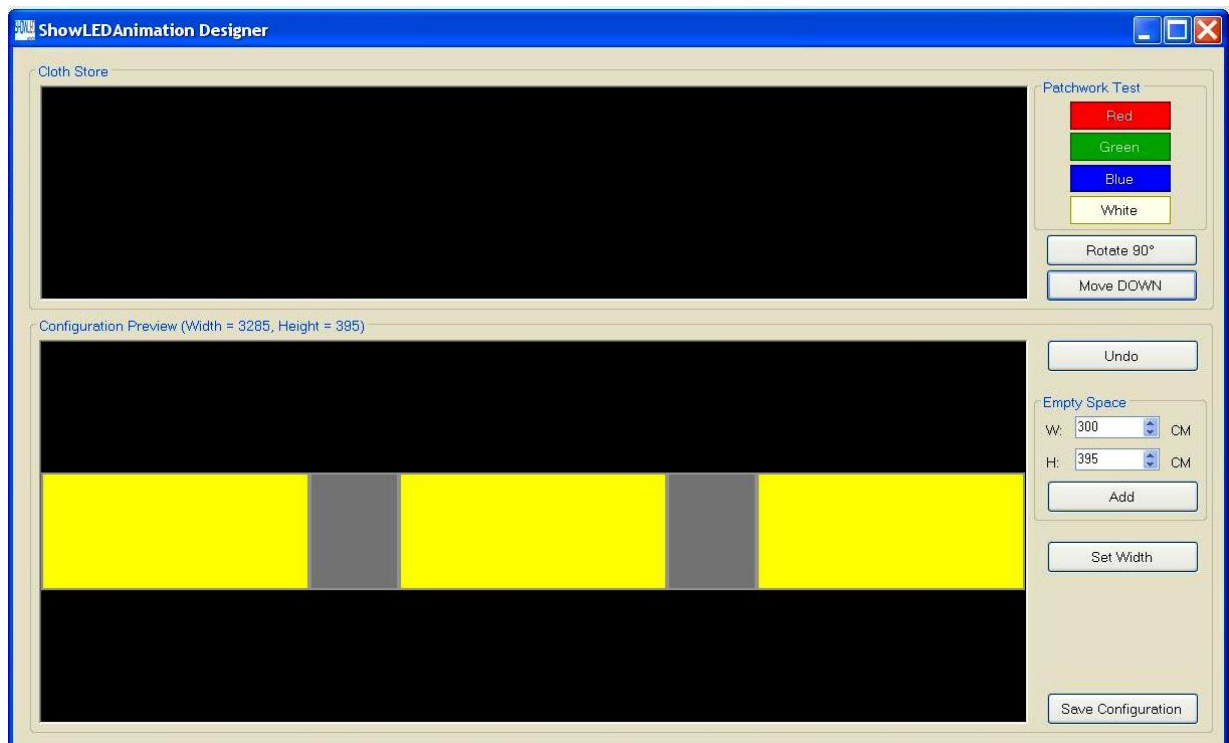 ShowLEDAnimation Designer
Cloth Store
Patchwork Test
Red
Green
Blue
White
Rotate 90°
Move DOWN
Configuration Preview (Width = 3285, Height = 395)
Undo
Empty Space
W: 300 CM
H: 395 CM
Add
Set Width
Save Configuration